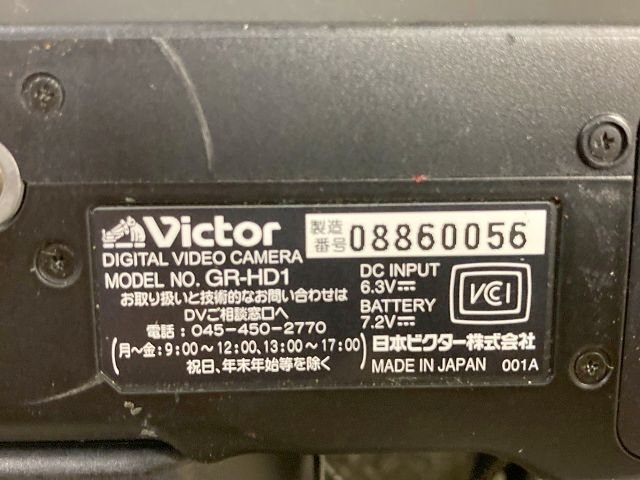 Victor
製造番号 08860056
DIGITAL VIDEO CAMERA
MODEL NO. GR-HD1
お取り扱いと技術的なお問い合わせは
DVご相談窓口へ
電話：045-450-2770
(月～金：9:00～12:00、13:00～17:00)
祝日、年末年始等を除く
DC INPUT
6.3V⎓
BATTERY
7.2V⎓
VCI
日本ビクター株式会社
MADE IN JAPAN 001A